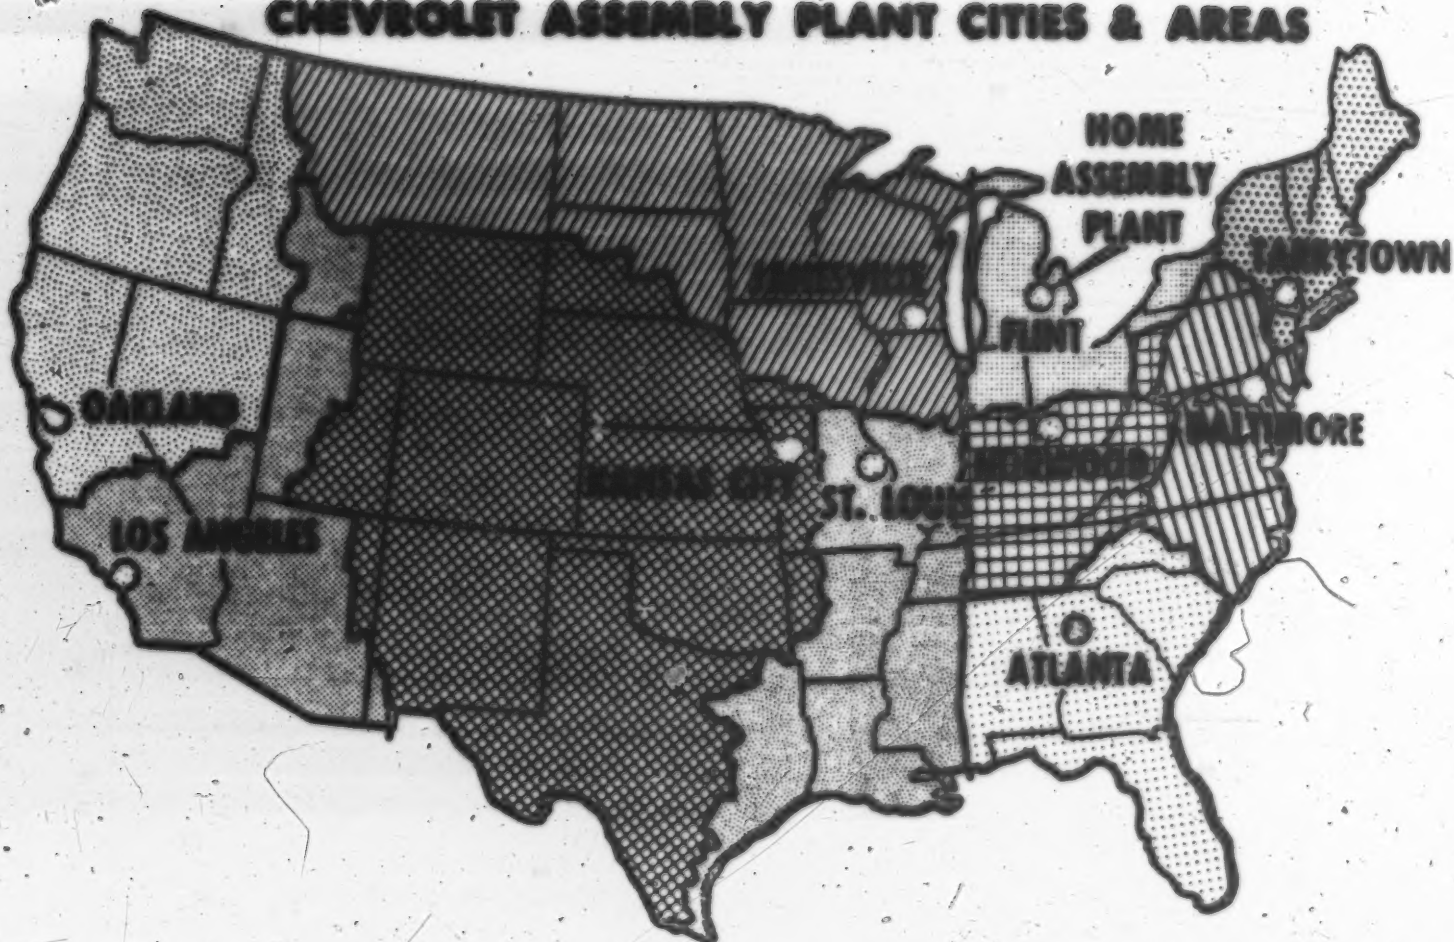 CHEVROLET ASSEMBLY PLANT CITIES & AREAS
HOME
ASSEMBLY
PLANT
TARRYTOWN
JANESVILLE
FLINT
OAKLAND
BALTIMORE
NORWOOD
KANSAS CITY
ST. LOUIS
LOS ANGELES
ATLANTA